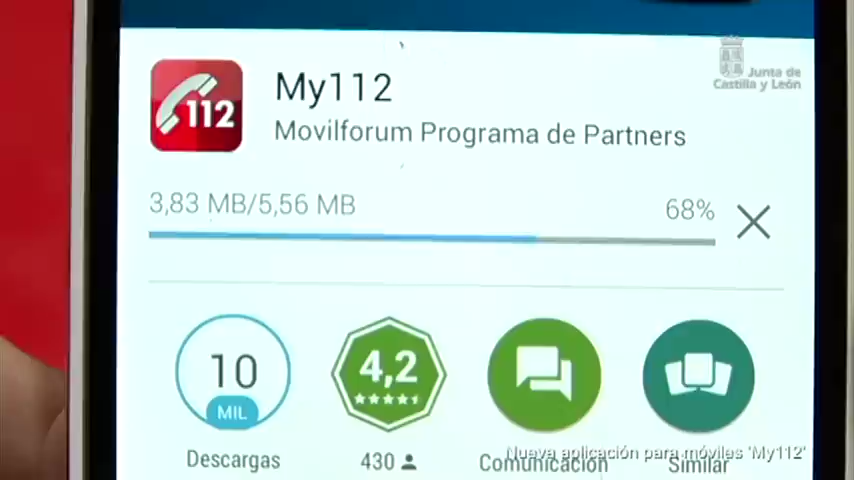 My112
112
Movilforum Programa de Partners
Junta de
Castilla y León
3,83 MB/5,56 MB
68%
10
MIL
4,2
Descargas
430
Comunicación
Similar
Nueva aplicación para móviles 'My112'